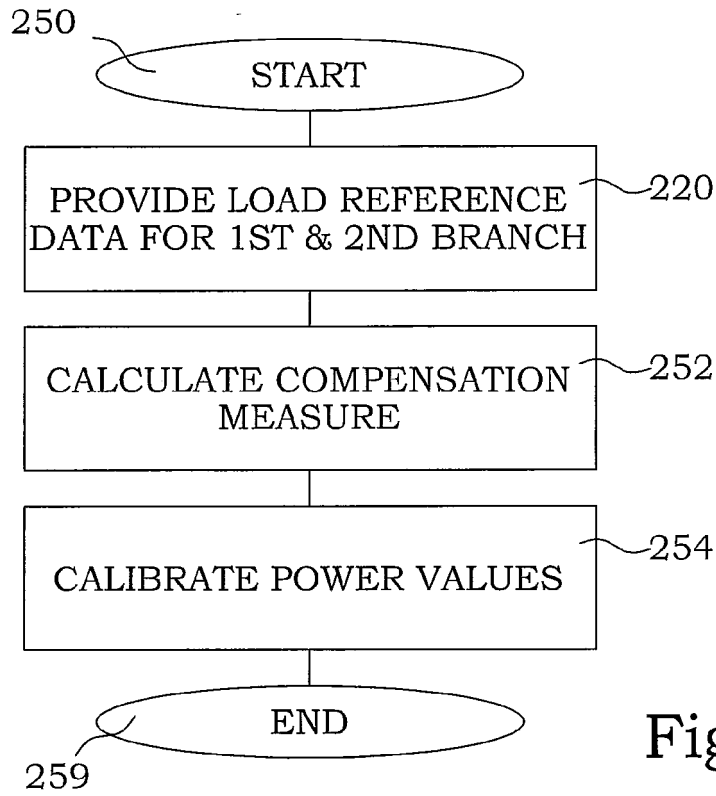 250
START
PROVIDE LOAD REFERENCE
DATA FOR 1ST & 2ND BRANCH
220
CALCULATE COMPENSATION
MEASURE
252
CALIBRATE POWER VALUES
254
END
259
Fig